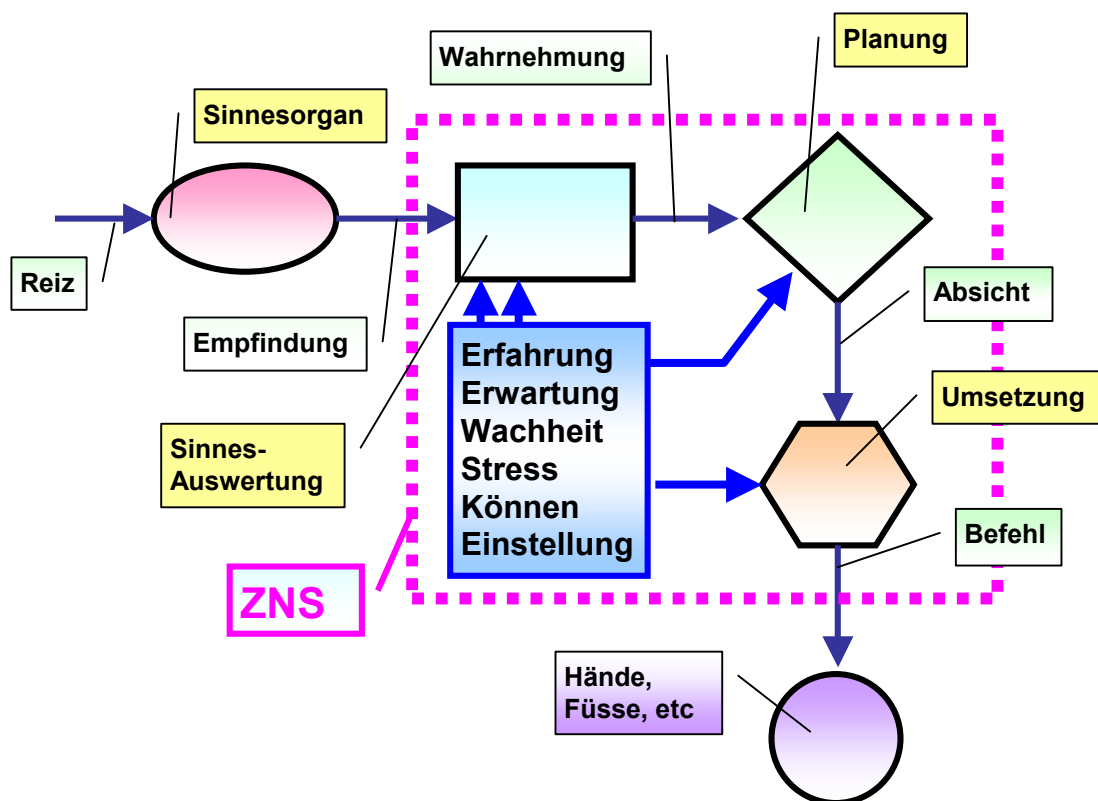 Wahrnehmung
Planung
Sinnesorgan
Reiz
Empfindung
Absicht
Erfahrung
Erwartung
Wachheit
Stress
Können
Einstellung
Umsetzung
Sinnes-
Auswertung
Befehl
ZNS
Hände,
Füsse, etc